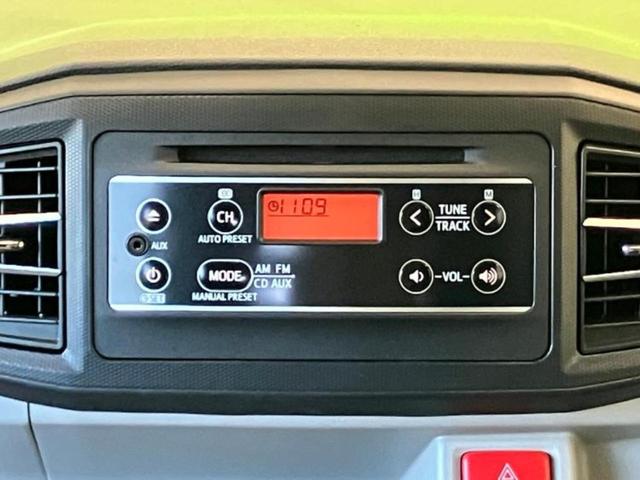 1109
CH
AUTO PRESET
AUX
TUNE
TRACK
H
M
MODE
AM FM
CD AUX
MANUAL PRESET
SET
VOL